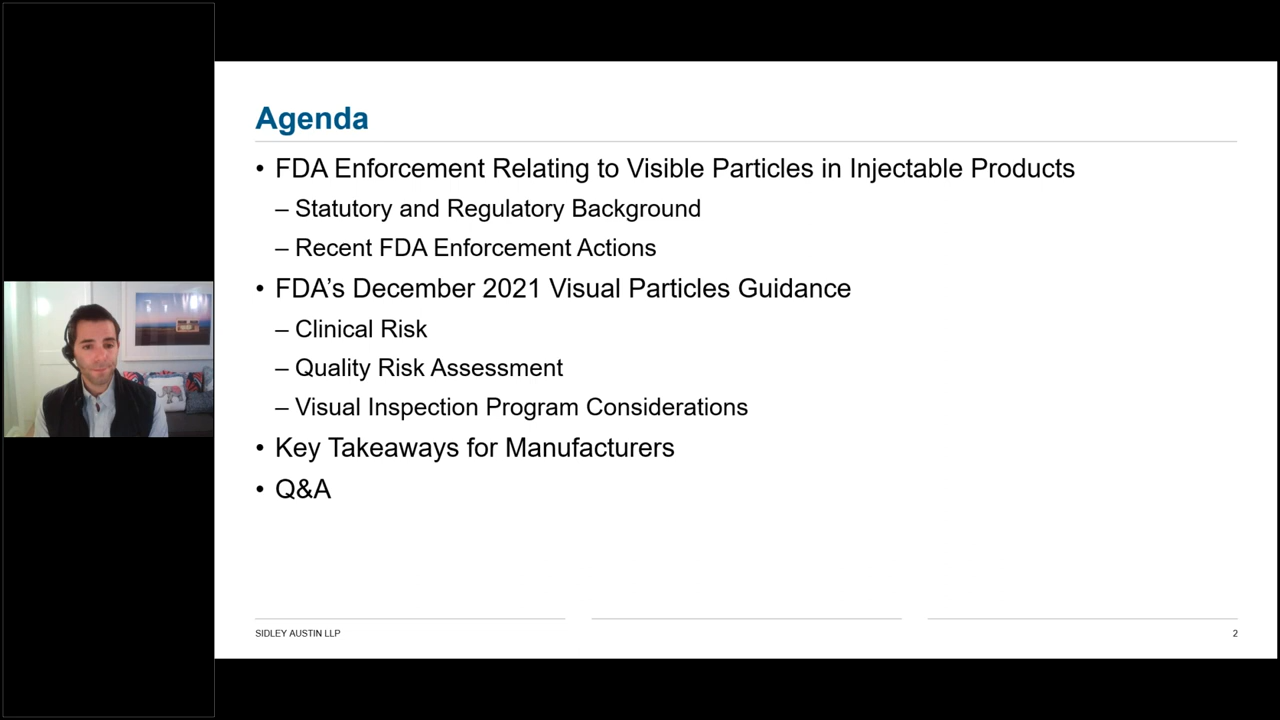 Agenda
• FDA Enforcement Relating to Visible Particles in Injectable Products
– Statutory and Regulatory Background
– Recent FDA Enforcement Actions
• FDA’s December 2021 Visual Particles Guidance
– Clinical Risk
– Quality Risk Assessment
– Visual Inspection Program Considerations
• Key Takeaways for Manufacturers
• Q&A
SIDLEY AUSTIN LLP
2